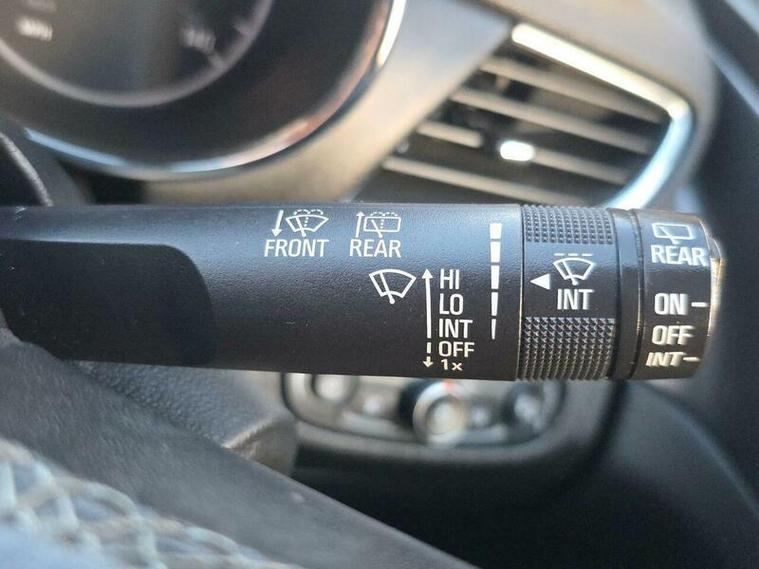 FRONT
REAR
HI
LO
INT
OFF
1x
INT
REAR
ON
OFF
INT